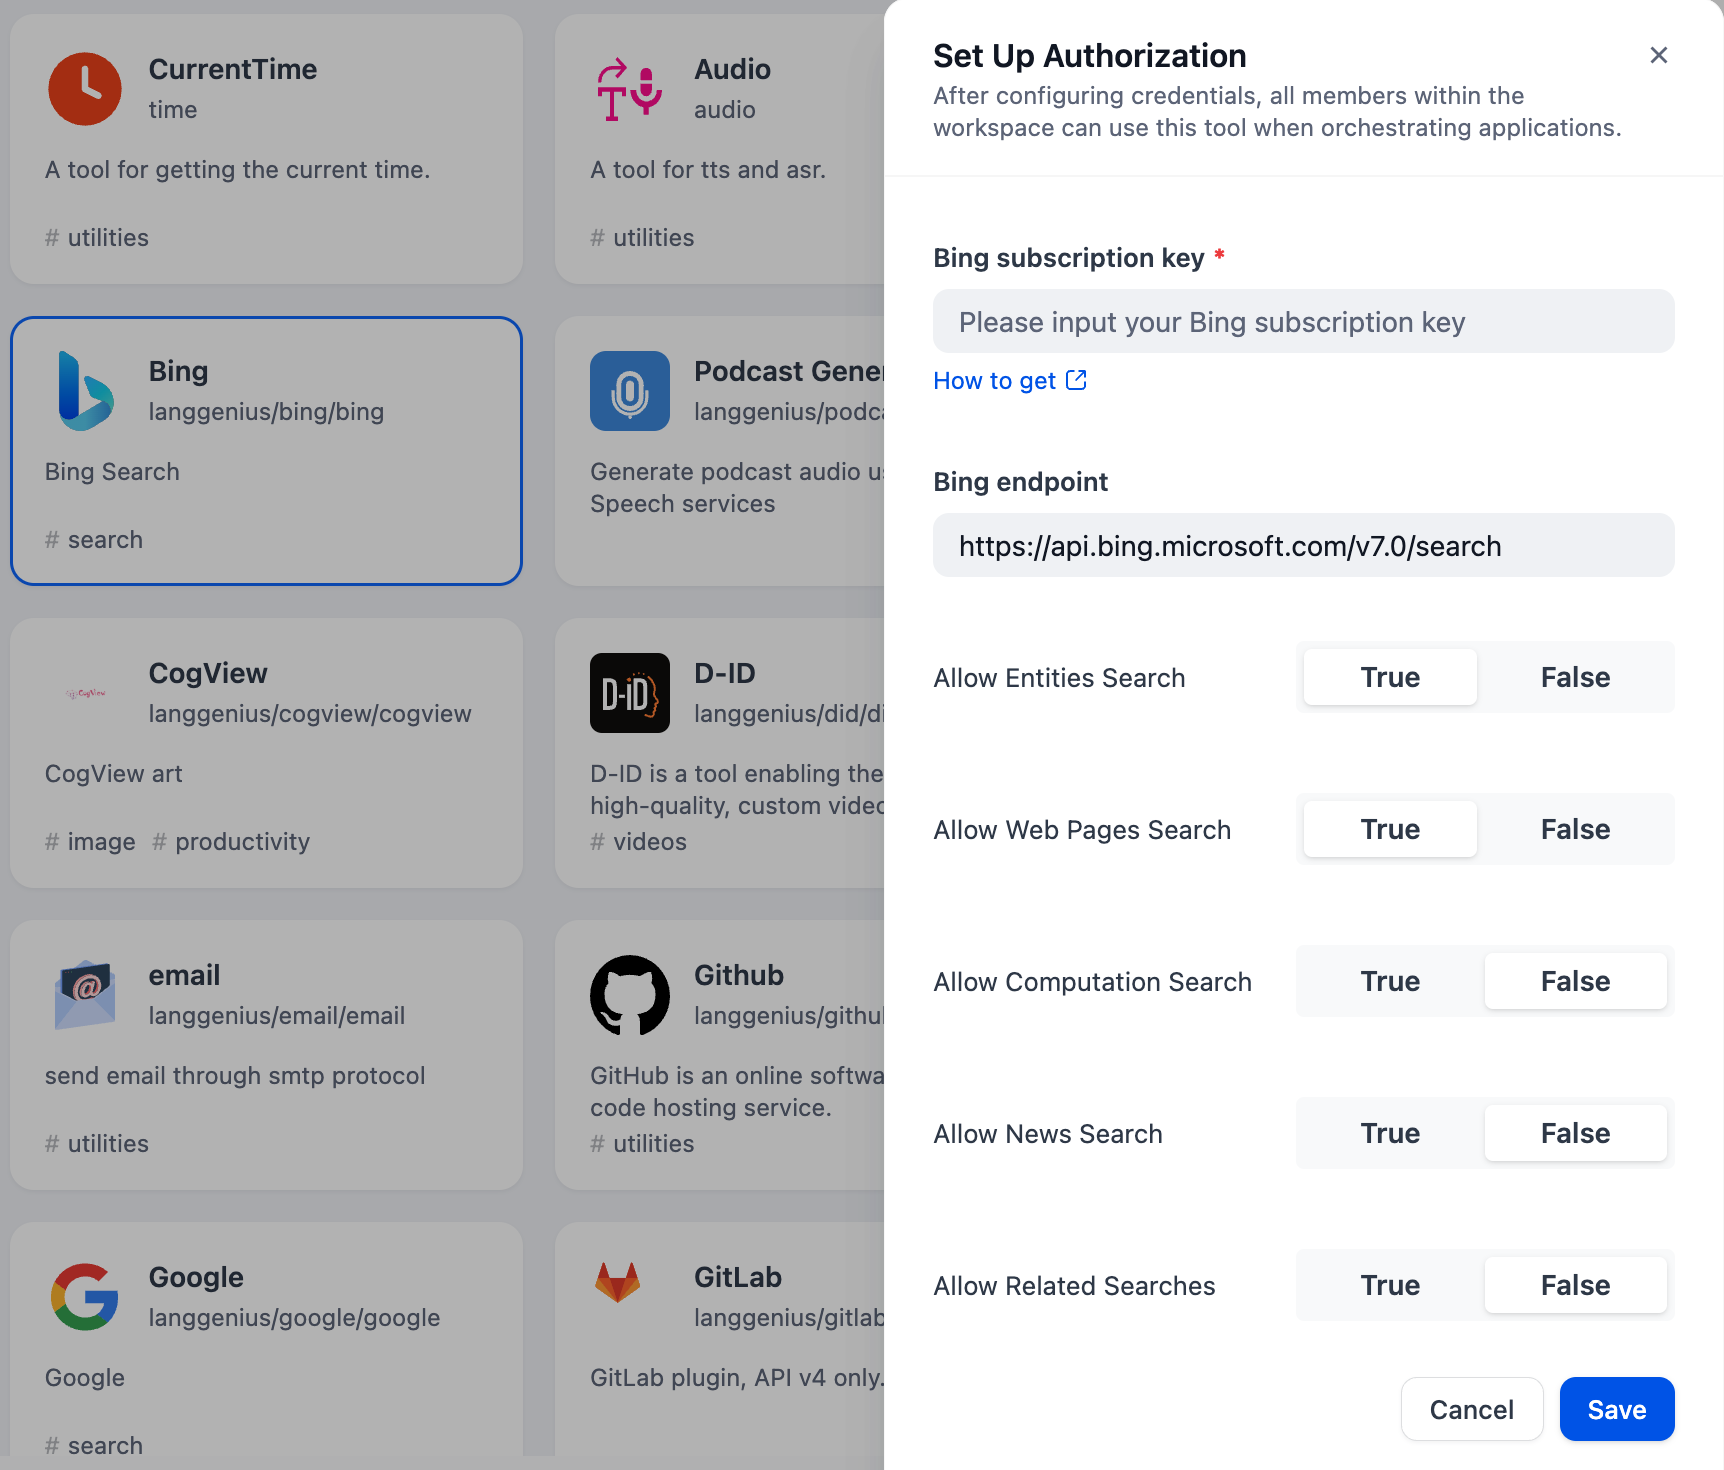 CurrentTime
time
A tool for getting the current time.
# utilities
Audio
audio
A tool for tts and asr.
# utilities
Bing
langgenius/bing/bing
Bing Search
# search
Podcast Gener
langgenius/podca
Generate podcast audio us
Speech services
CogView
CogView
langgenius/cogview/cogview
CogView art
# image # productivity
D-iD
D-ID
langgenius/did/di
D-ID is a tool enabling the
high-quality, custom videc
# videos
@
email
langgenius/email/email
send email through smtp protocol
# utilities
Github
langgenius/githul
GitHub is an online softwa
code hosting service.
# utilities
Google
langgenius/google/google
Google
# search
GitLab
langgenius/gitlab
GitLab plugin, API v4 only.
Set Up Authorization
After configuring credentials, all members within the
workspace can use this tool when orchestrating applications.
Bing subscription key *
Please input your Bing subscription key
How to get
Bing endpoint
https://api.bing.microsoft.com/v7.0/search
Allow Entities Search True False
Allow Web Pages Search True False
Allow Computation Search True False
Allow News Search True False
Allow Related Searches True False
Cancel Save